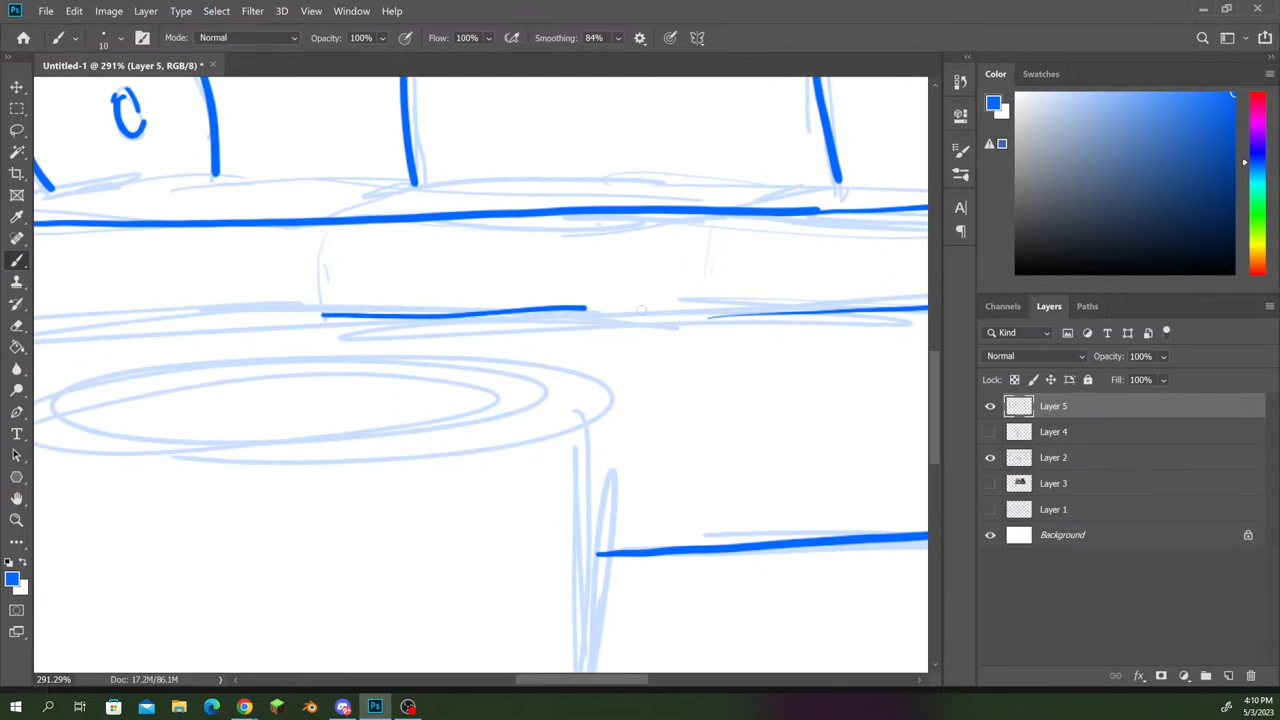 Ps File Edit Image Layer Type Select Filter 3D View Window Help
10 Mode: Normal Opacity: 100% Flow: 100% Smoothing: 84%
Untitled-1 @ 291% (Layer 5, RGB/8) *
Color Swatches
Channels Layers Paths
Kind
Normal Opacity: 100%
Lock: Fill: 100%
Layer 5
Layer 4
Layer 2
Layer 3
Layer 1
Background
291.29% Doc: 17.2M/86.1M
4:10 PM
5/3/2023